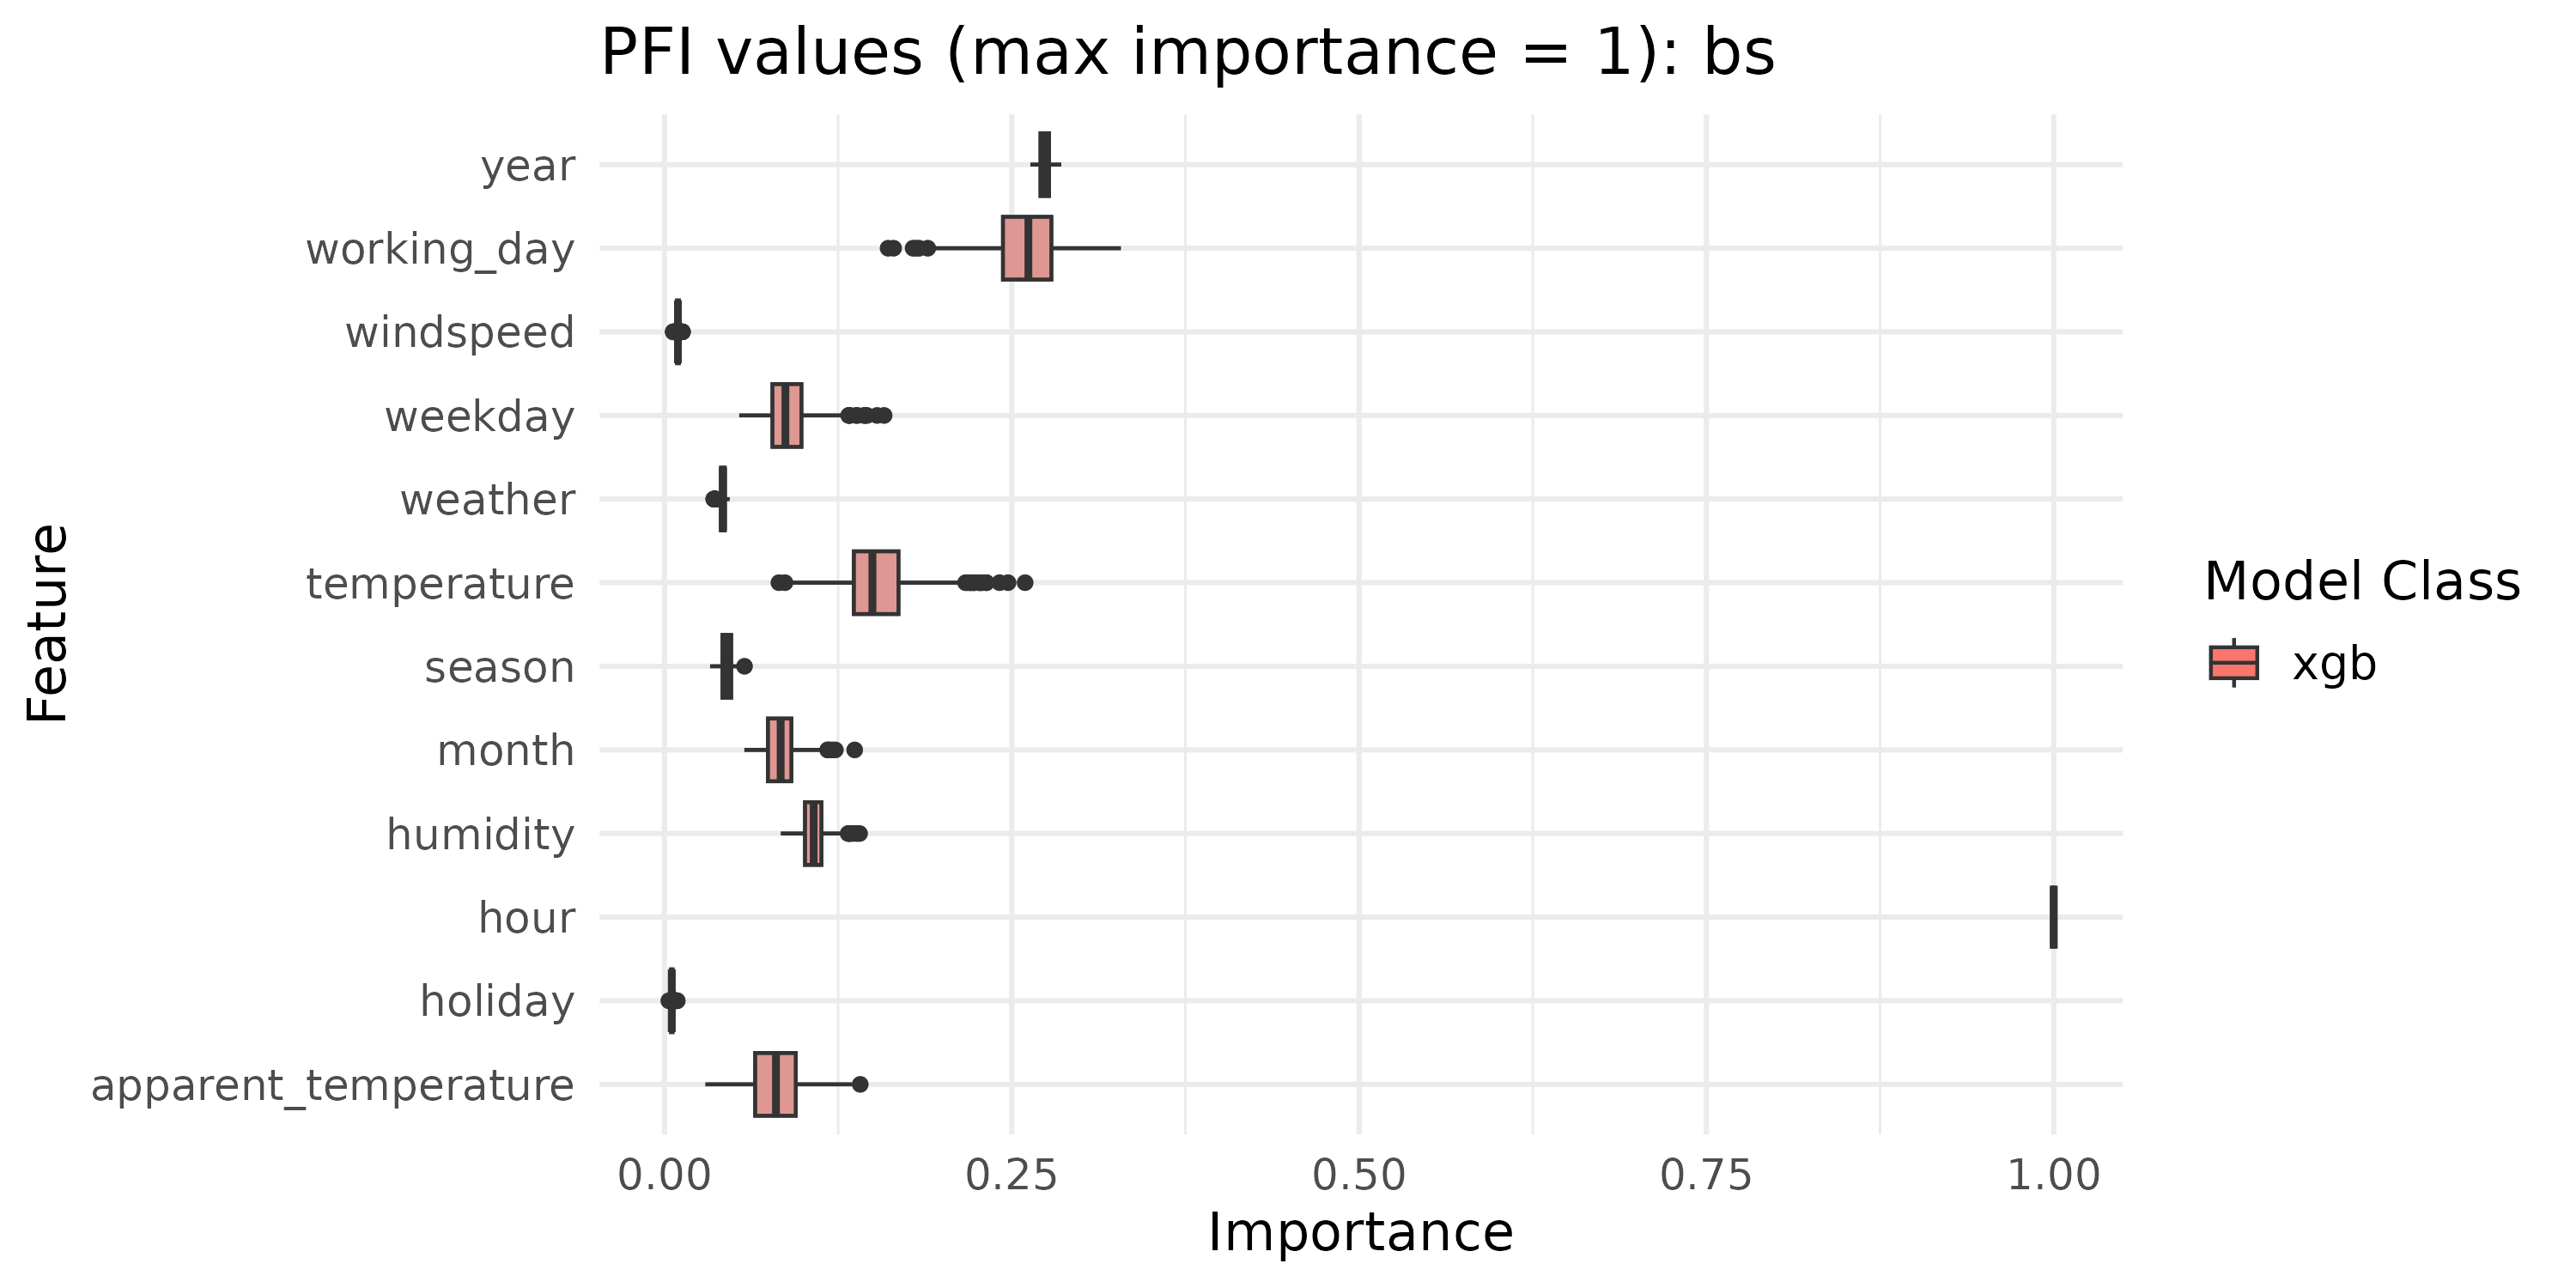 PFI values (max importance = 1): bs
year
working_day
windspeed
weekday
weather
temperature
season
month
humidity
hour
holiday
apparent_temperature
Feature
0.00 0.25 0.50 0.75 1.00
Importance
Model Class
xgb